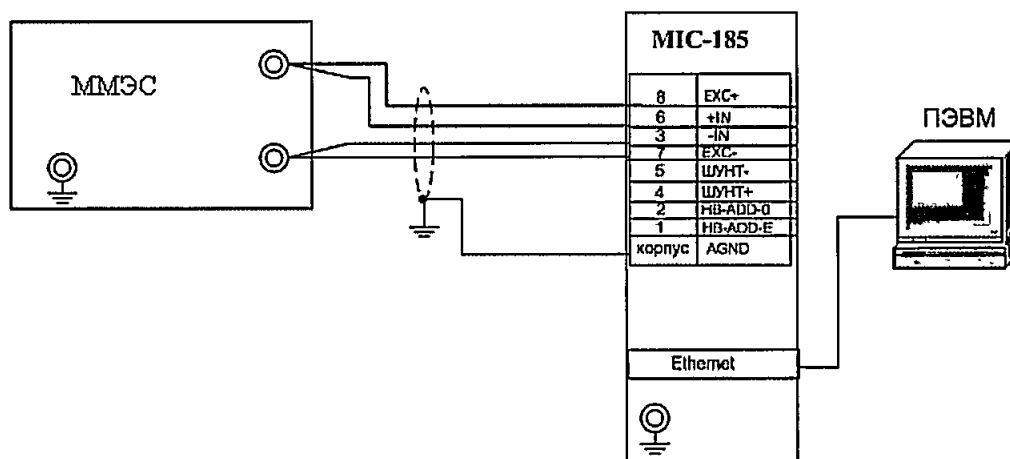 MIC-185
ММЭС
8 EXC+
6 +IN
3 -IN
7 EXC-
5 ШУНТ-
4 ШУНТ+
2 HB-ADD-0
1 HB-ADD-E
корпус AGND
ПЭВМ
Ethernet